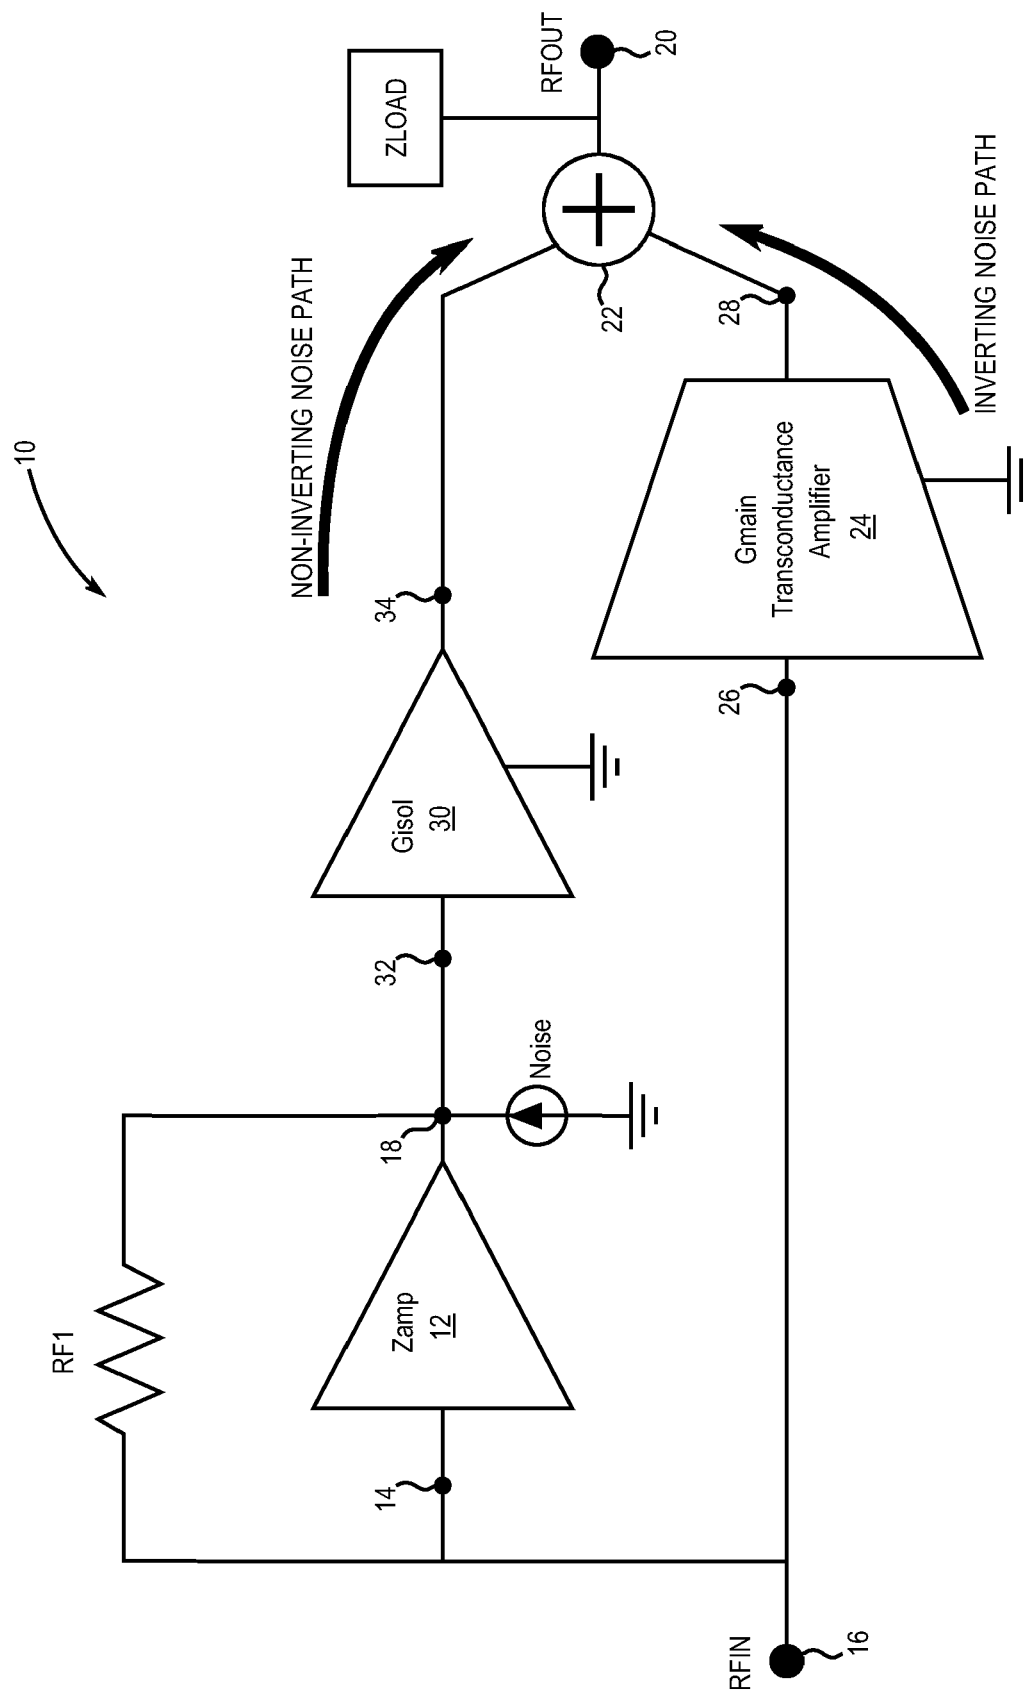 10
RF1
14
Zamp
12
18
Noise
32
Gisol
30
34
NON-INVERTING NOISE PATH
ZLOAD
RFOUT
20
22
28
INVERTING NOISE PATH
Gmain
Transconductance
Amplifier
24
26
RFIN
16